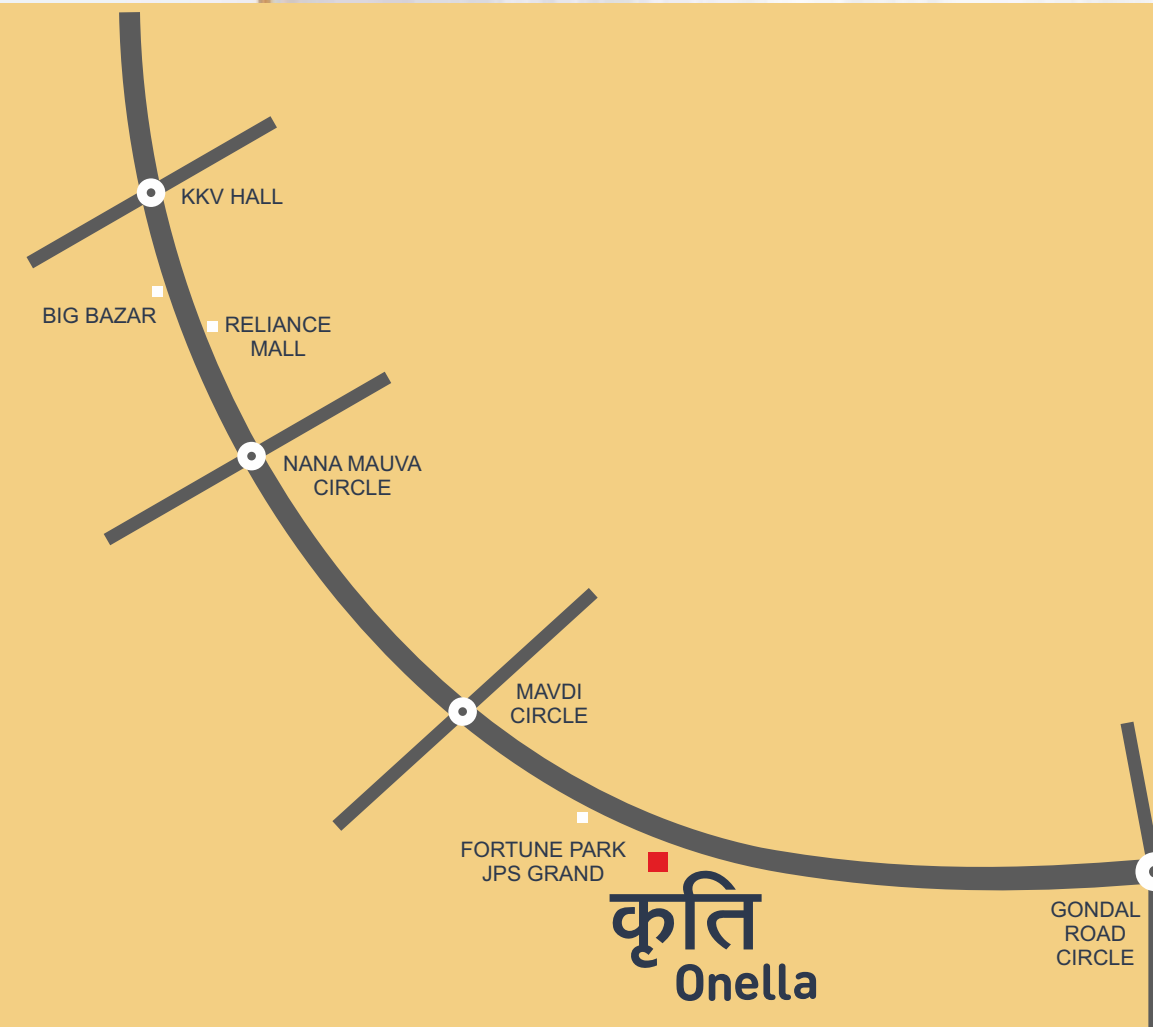 KKV HALL
BIG BAZAR
RELIANCE
MALL
NANA MAUVA
CIRCLE
MAVDI
CIRCLE
FORTUNE PARK
JPS GRAND
कृति
Onella
GONDAL
ROAD
CIRCLE